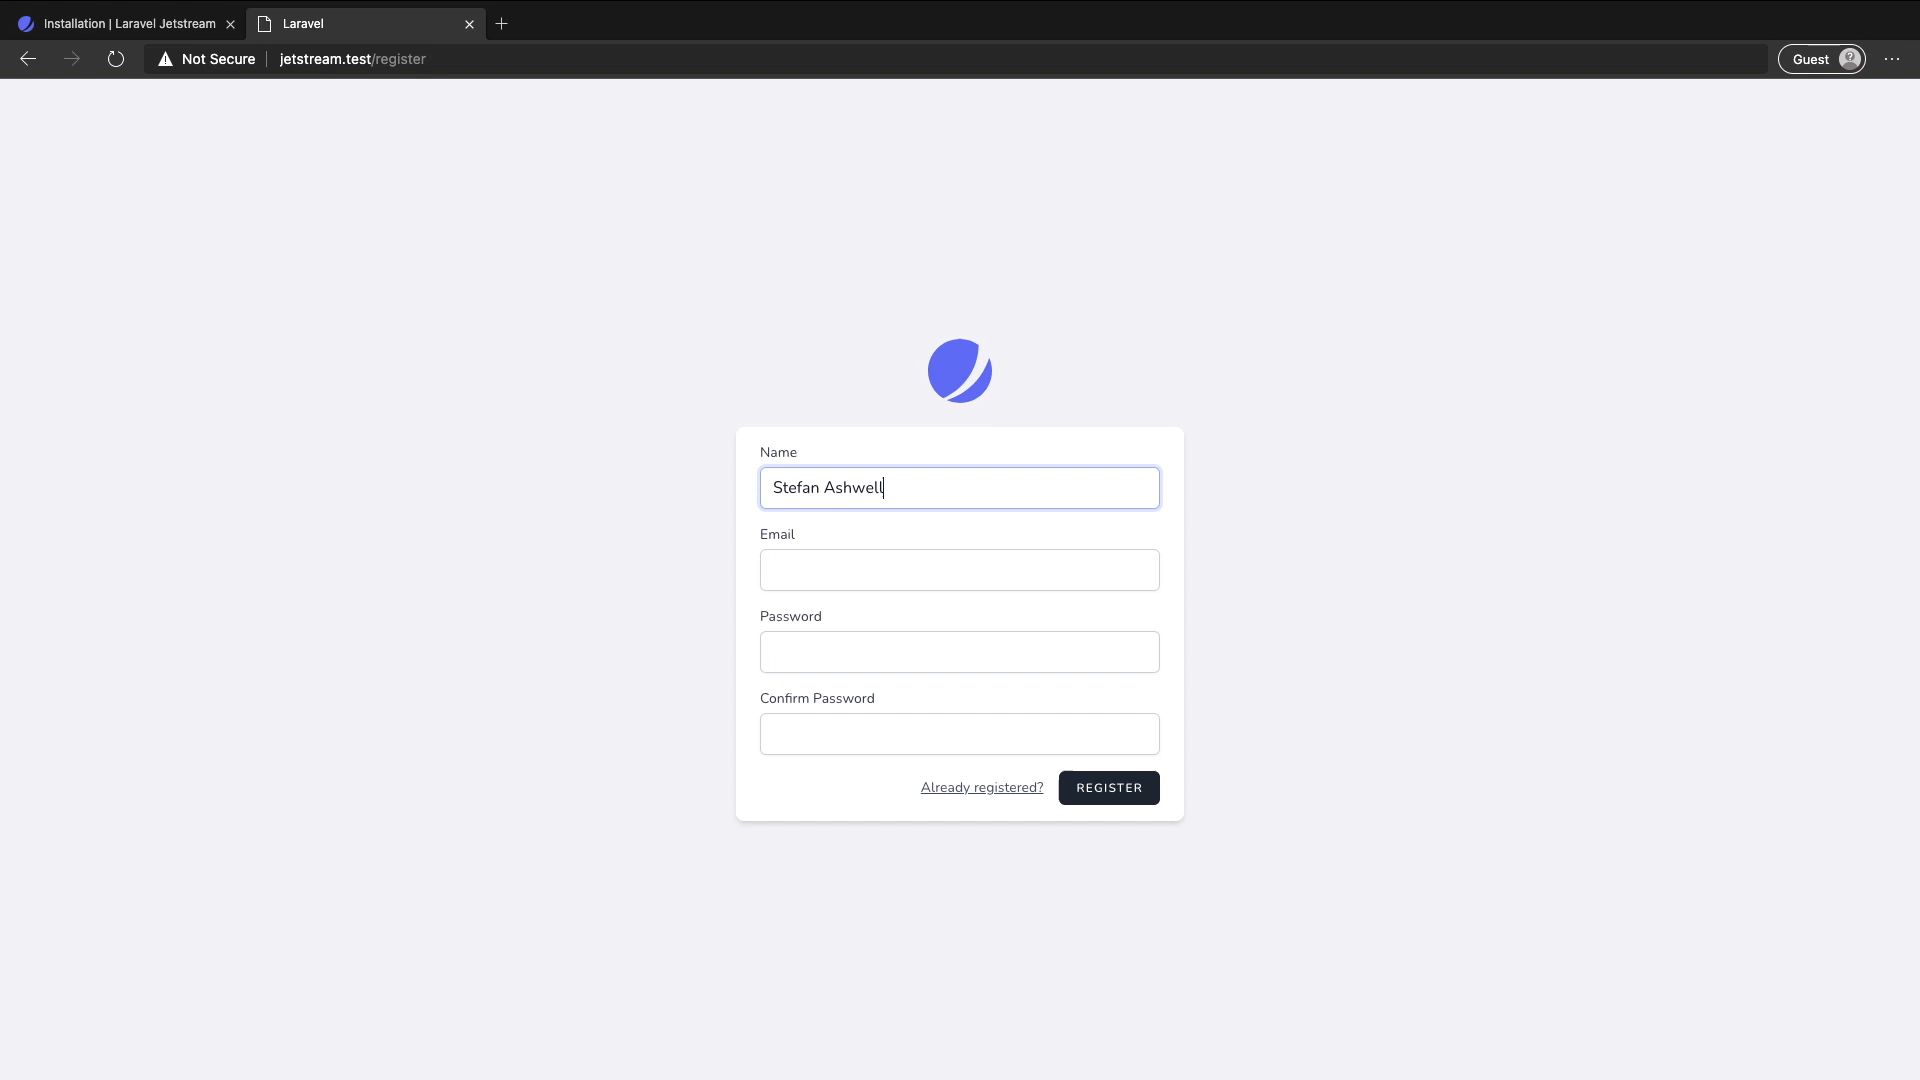 Installation | Laravel Jetstream
Laravel
Not Secure
jetstream.test/register
Guest
Name
Stefan Ashwell
Email
Password
Confirm Password
Already registered?
REGISTER